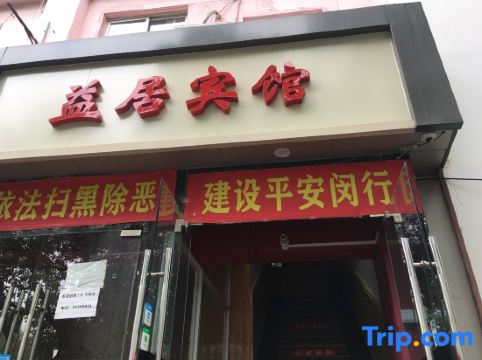 益居宾馆
依法扫黑除恶
建设平安闵行
Trip.com